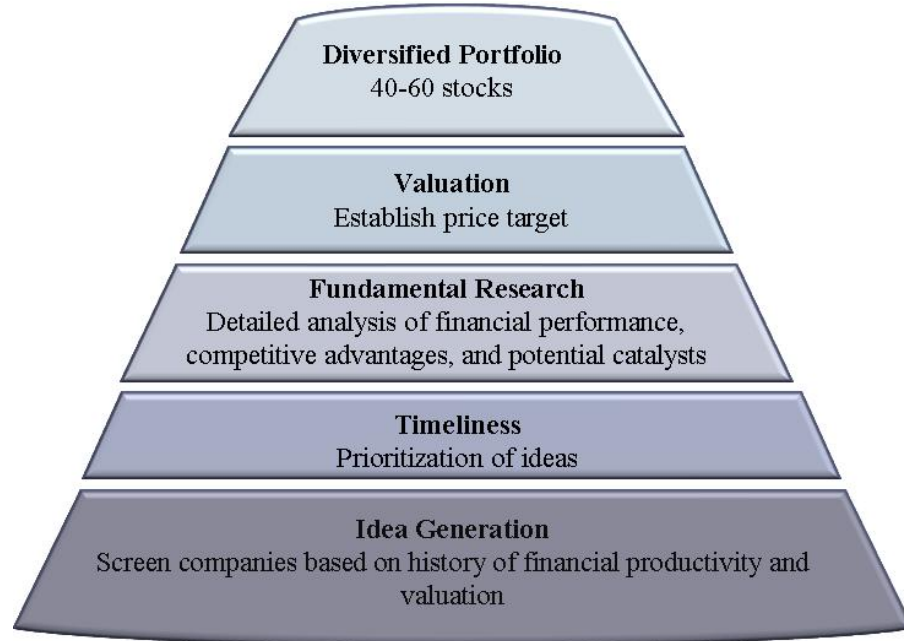 Diversified Portfolio
40-60 stocks
Valuation
Establish price target
Fundamental Research
Detailed analysis of financial performance,
competitive advantages, and potential catalysts
Timeliness
Prioritization of ideas
Idea Generation
Screen companies based on history of financial productivity and
valuation